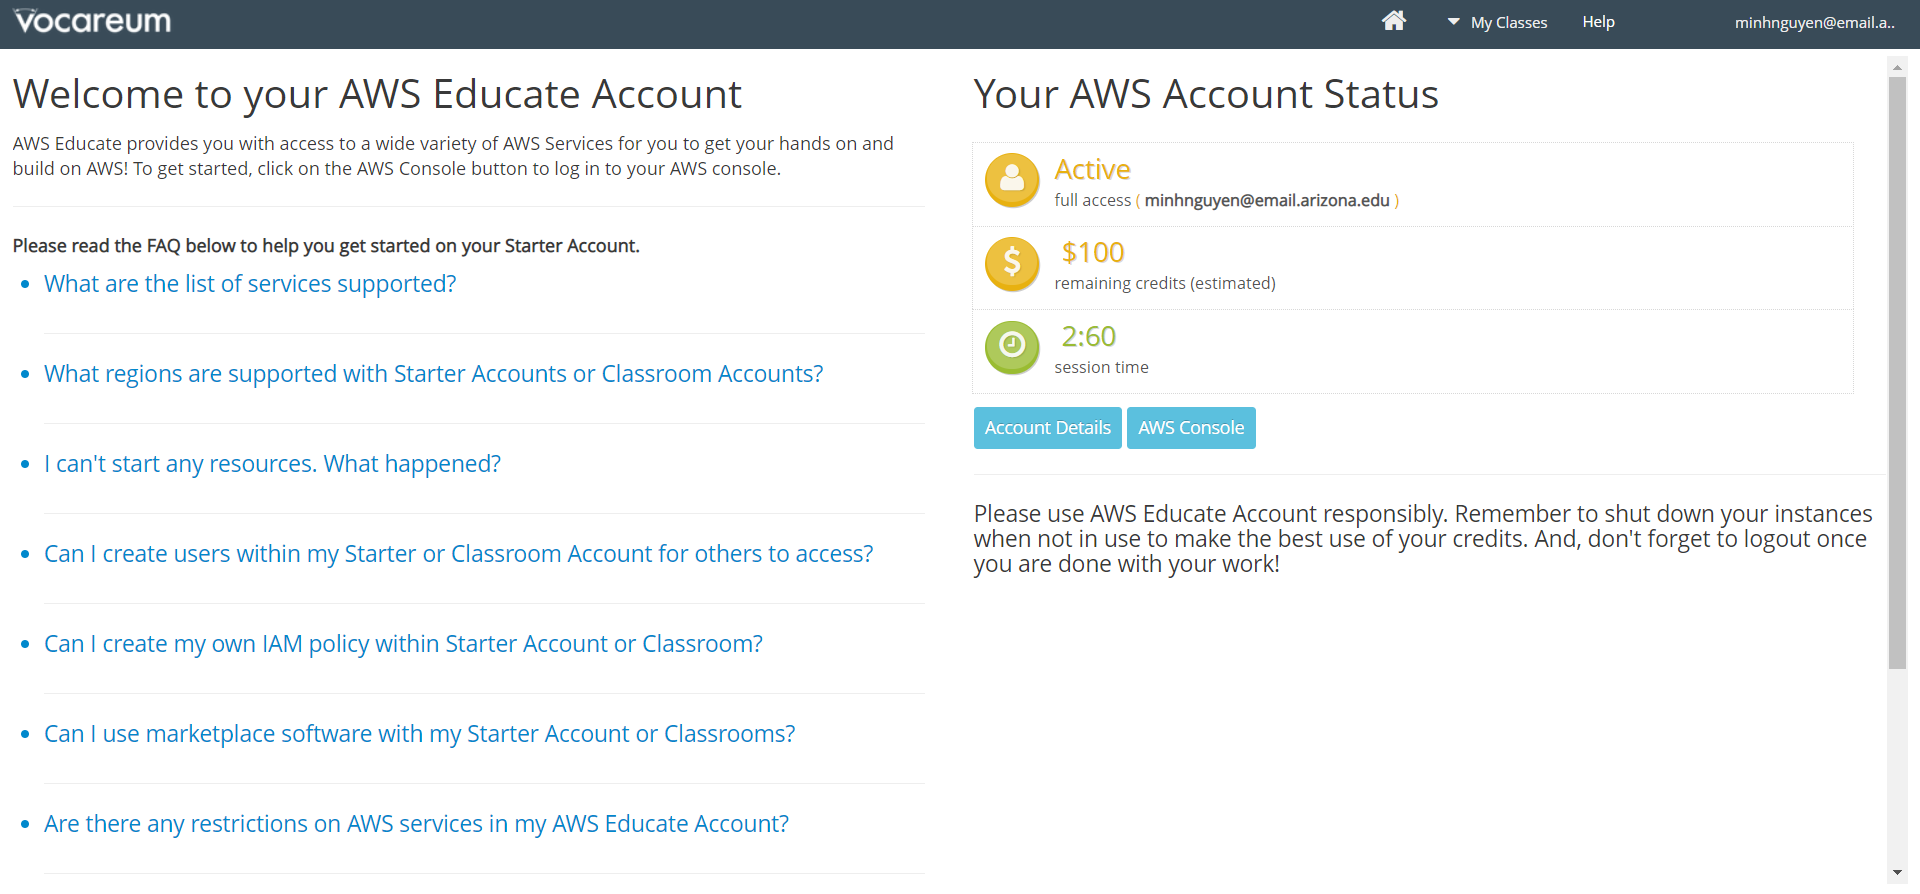 vocareum
My Classes
Help
minhnguyen@email.a..
Welcome to your AWS Educate Account
AWS Educate provides you with access to a wide variety of AWS Services for you to get your hands on and
build on AWS! To get started, click on the AWS Console button to log in to your AWS console.
Please read the FAQ below to help you get started on your Starter Account.
What are the list of services supported?
What regions are supported with Starter Accounts or Classroom Accounts?
I can't start any resources. What happened?
Can I create users within my Starter or Classroom Account for others to access?
Can I create my own IAM policy within Starter Account or Classroom?
Can I use marketplace software with my Starter Account or Classrooms?
Are there any restrictions on AWS services in my AWS Educate Account?
Your AWS Account Status
Active
full access ( minhnguyen@email.arizona.edu )
$
$100
remaining credits (estimated)
2:60
session time
Account Details
AWS Console
Please use AWS Educate Account responsibly. Remember to shut down your instances
when not in use to make the best use of your credits. And, don't forget to logout once
you are done with your work!